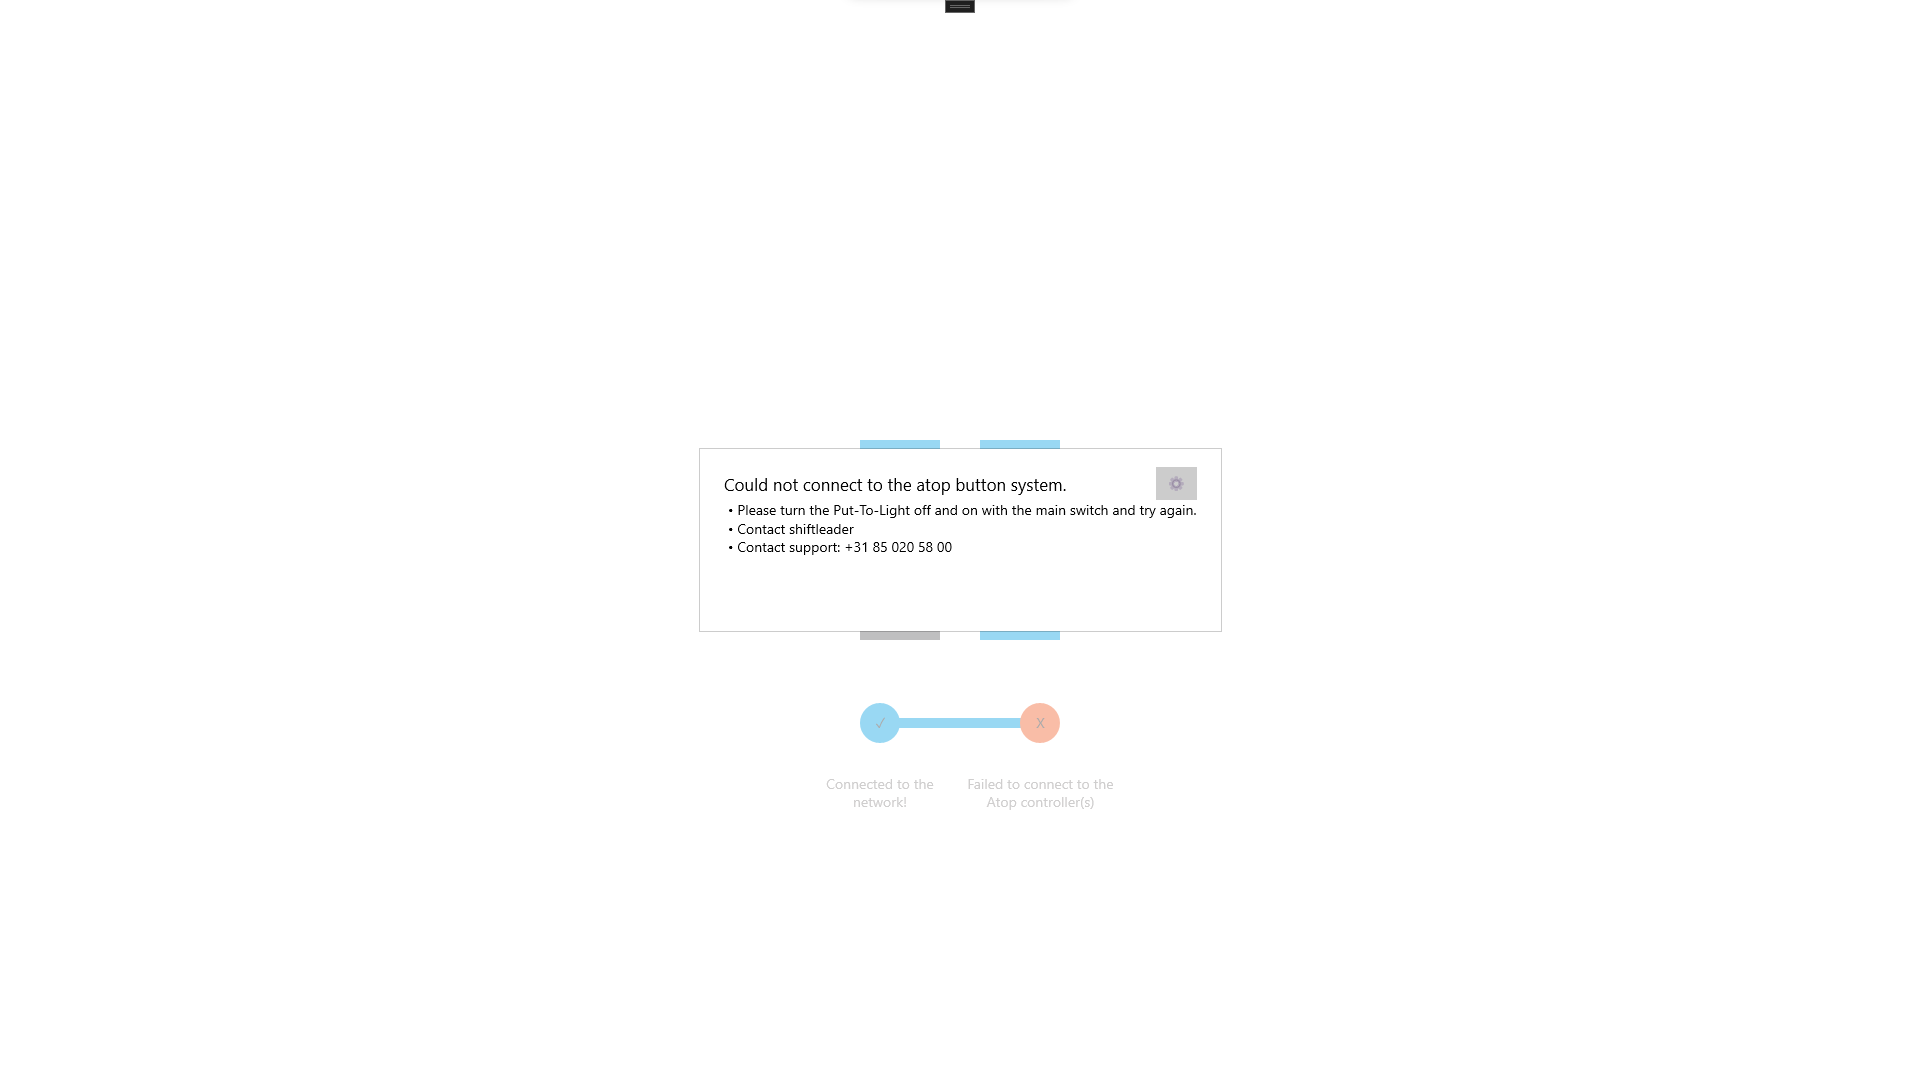 Could not connect to the atop button system.
• Please turn the Put-To-Light off and on with the main switch and try again.
• Contact shiftleader
• Contact support: +31 85 020 58 00
✓
X
Connected to the
network!
Failed to connect to the
Atop controller(s)